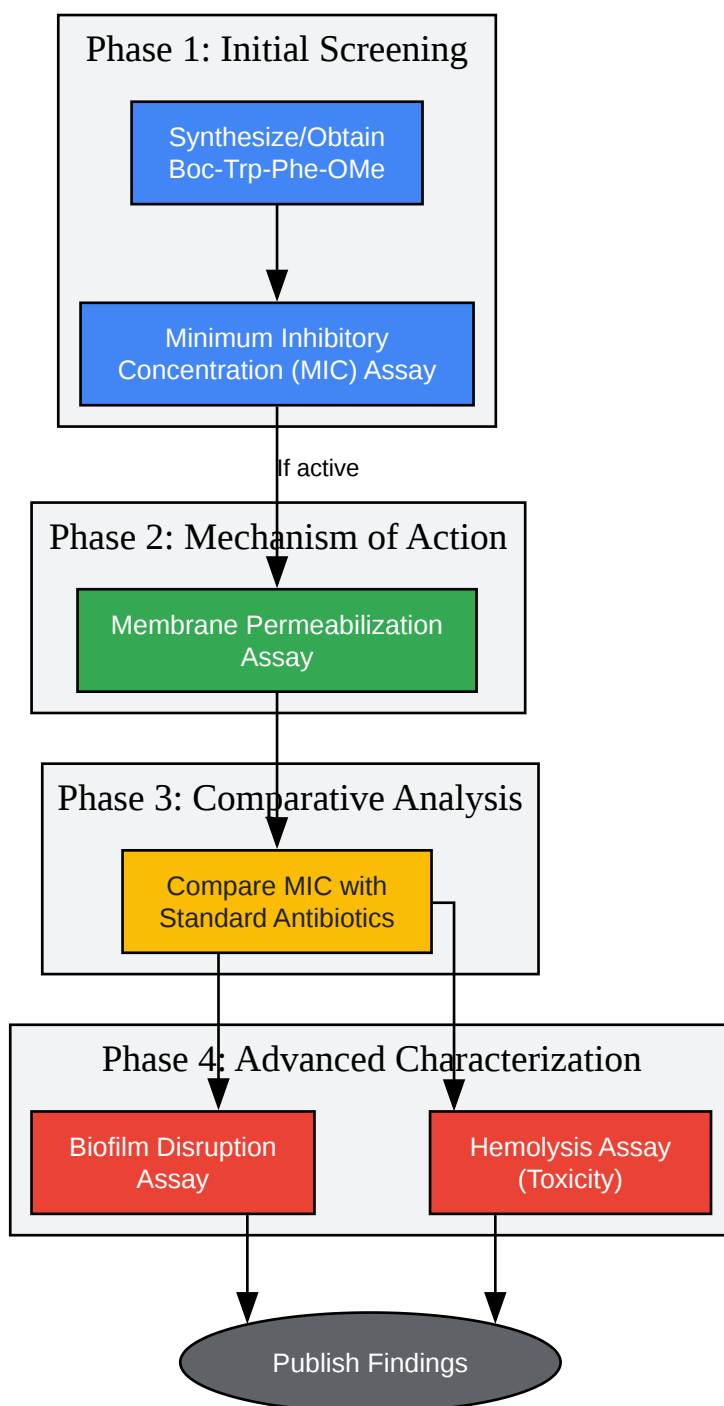 Phase 1: Initial Screening
Synthesize/Obtain
Boc-Trp-Phe-OMe
Minimum Inhibitory
Concentration (MIC) Assay
If active
Phase 2: Mechanism of Action
Membrane Permeabilization
Assay
Phase 3: Comparative Analysis
Compare MIC with
Standard Antibiotics
Phase 4: Advanced Characterization
Biofilm Disruption
Assay
Hemolysis Assay
(Toxicity)
Publish Findings